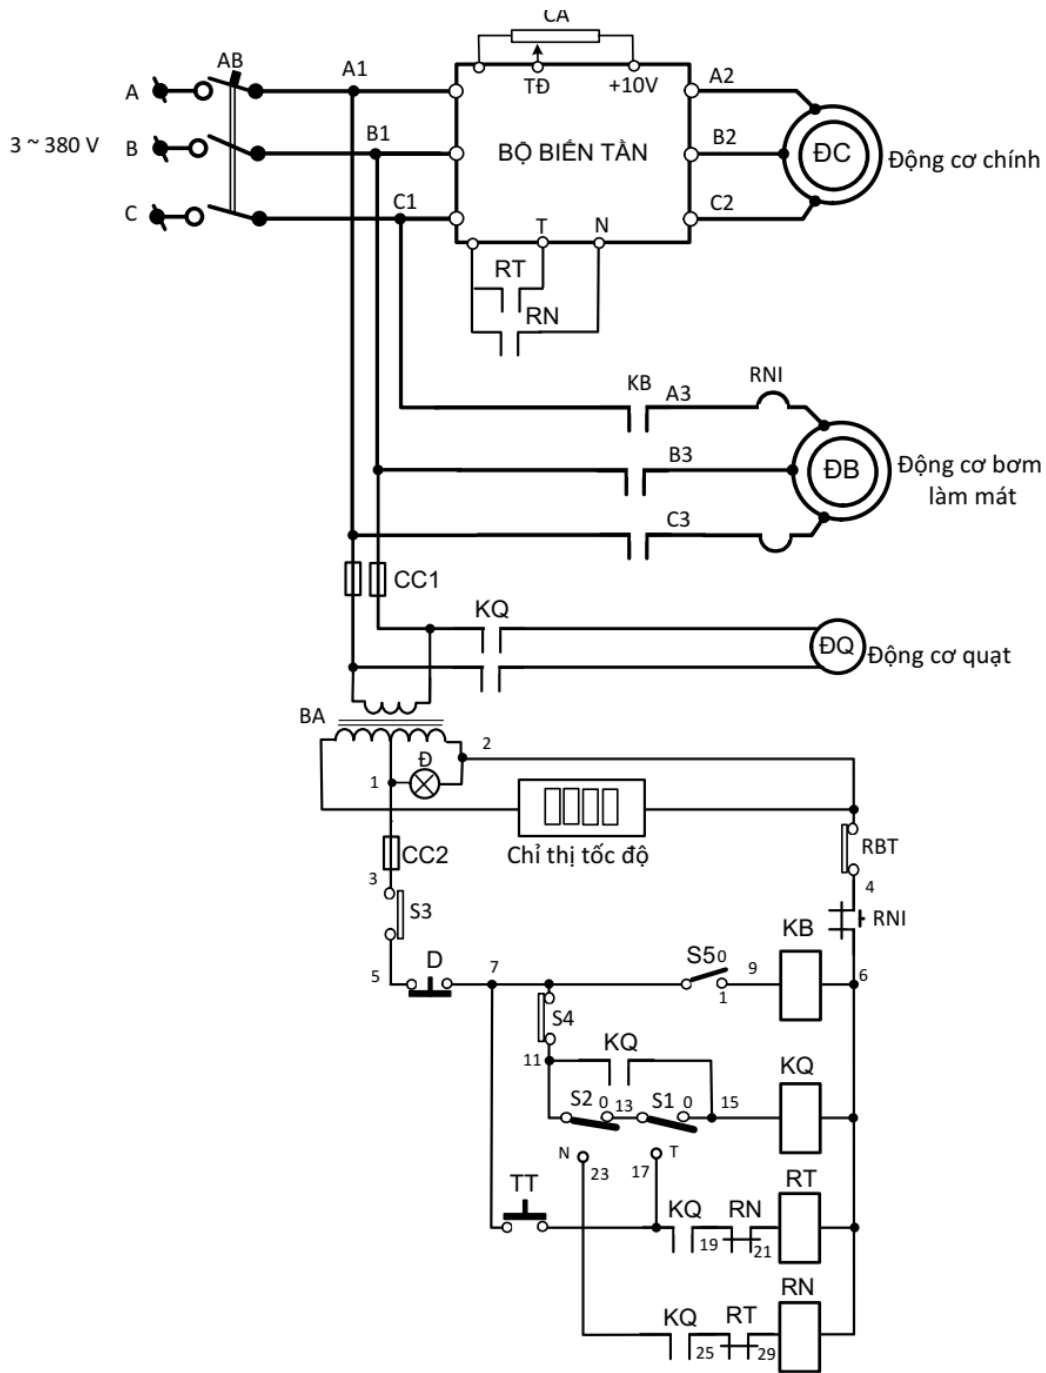 CA
AB
A1
TĐ
+10V
A2
A
3 ~ 380 V
B
B1
BỘ BIẾN TẦN
B2
ĐC
Động cơ chính
C
C1
T
N
C2
RT
RN
KB
A3
RNI
B3
ĐB
Động cơ bơm
làm mát
C3
CC1
KQ
ĐQ
Động cơ quạt
BA
2
1
Đ
Chỉ thị tốc độ
RBT
CC2
3
4
S3
RNI
KB
5
D
7
S5
0
1
9
6
S4
11
KQ
KQ
S2
0
13
S1
0
15
N
23
17
T
TT
KQ
RN
RT
19
21
RN
KQ
RT
25
29